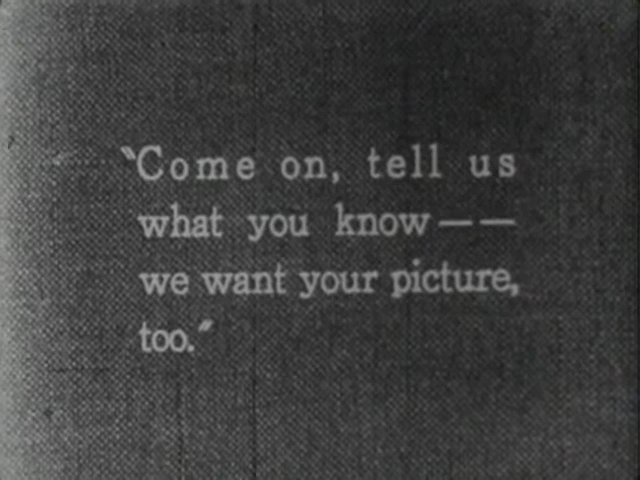 "Come on, tell us
what you know——
we want your picture,
too."